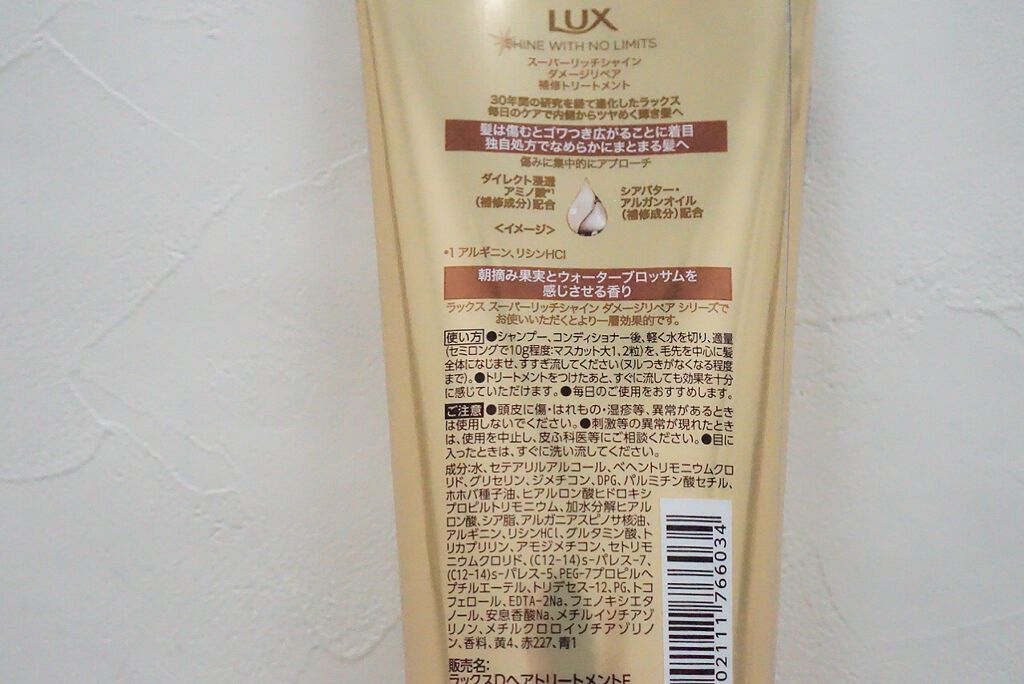 LUX
SHINE WITH NO LIMITS
スーパーリッチシャイン
ダメージリペア
補修トリートメント
30年間の研究を経て進化したラックス
毎日のケアで内側からツヤめく輝き髪へ
髪は傷むとゴワつき広がることに着目
独自処方でなめらかにまとまる髪へ
傷みに集中的にアプローチ
ダイレクト浸透
アミノ酸*1
(補修成分)配合
シアバター・
アルガンオイル
(補修成分)配合
<イメージ>
*1 アルギニン、リシンHCl
朝摘み果実とウォーターブロッサムを
感じさせる香り
ラックス スーパーリッチシャイン ダメージリペア シリーズで
お使いいただくとより一層効果的です。
使い方 ●シャンプー、コンディショナー後、軽く水を切り、適量
(セミロングで10g程度:マスカット大1、2粒)を、毛先を中心に髪
全体になじませ、すすぎ流してください(ヌルつきがなくなる程度
まで)。●トリートメントをつけたあと、すぐに流しても効果を十分
に感じていただけます。●毎日のご使用をおすすめします。
ご注意 ●頭皮に傷・はれもの・湿疹等、異常があるとき
は使用しないでください。●刺激等の異常が現れたとき
は、使用を中止し、皮ふ科医等にご相談ください。●目に
入ったときは、すぐに洗い流してください。
成分:水、セテアリルアルコール、ベヘントリモニウムクロ
リド、グリセリン、ジメチコン、DPG、パルミチン酸セチル、
ホホバ種子油、ヒアルロン酸ヒドロキシ
プロピルトリモニウム、加水分解ヒアル
ロン酸、シア脂、アルガニアスピノサ核油、
アルギニン、リシンHCl、グルタミン酸、ト
リカプリリン、アモジメチコン、セトリモ
ニウムクロリド、(C12-14)s-パレス-7、
(C12-14)s-パレス-5、PEG-7プロピルヘ
プチルエーテル、トリデセス-12、PG、トコ
フェロール、EDTA-2Na、フェノキシエタ
ノール、安息香酸Na、メチルイソチアゾ
リノン、メチルクロロイソチアゾリノ
ン、香料、黄4、赤227、青1
02111 766034
販売名:
ラックスDヘアトリートメントF